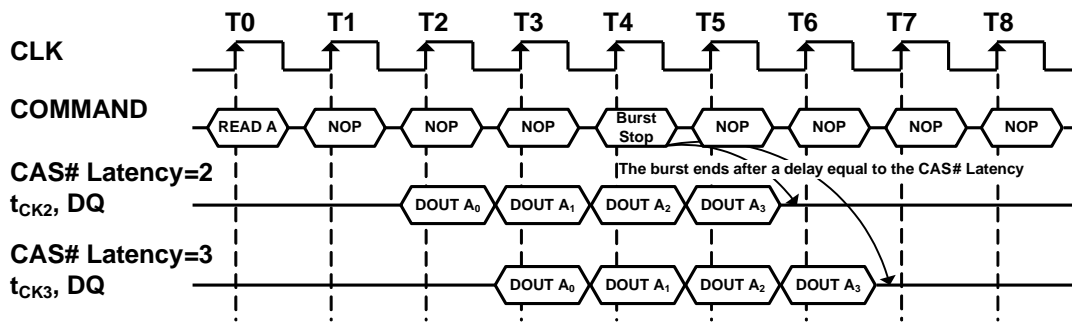 T0 T1 T2 T3 T4 T5 T6 T7 T8
CLK
COMMAND
READ A NOP NOP NOP Burst Stop NOP NOP NOP NOP
The burst ends after a delay equal to the CAS# Latency
CAS# Latency=2
tCK2, DQ
DOUT A0 DOUT A1 DOUT A2 DOUT A3
CAS# Latency=3
tCK3, DQ
DOUT A0 DOUT A1 DOUT A2 DOUT A3